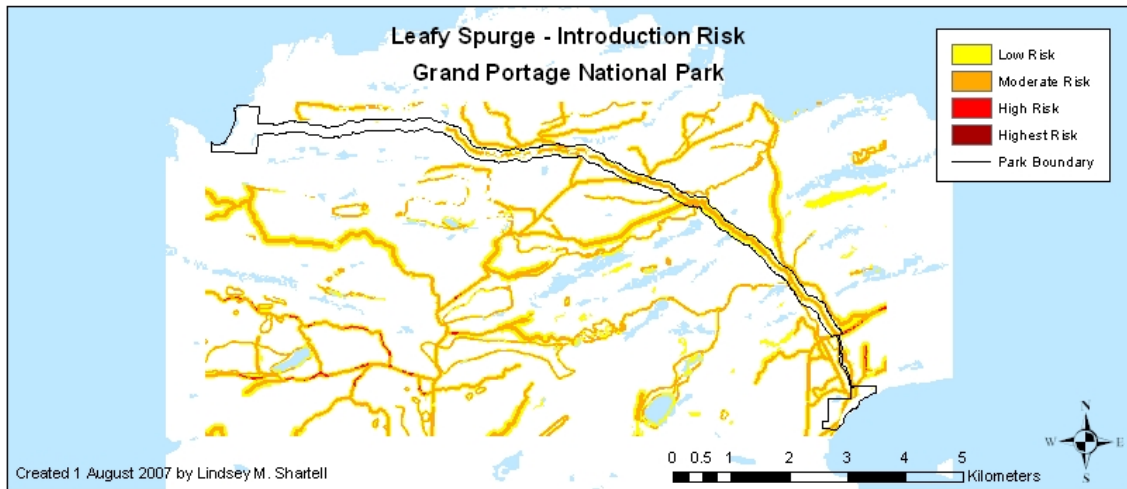 Leafy Spurge - Introduction Risk
Grand Portage National Park
Low Risk
Moderate Risk
High Risk
Highest Risk
Park Boundary
N
W E
S
Created 1 August 2007 by Lindsey M. Shartell
0 0.5 1 2 3 4 5
Kilometers